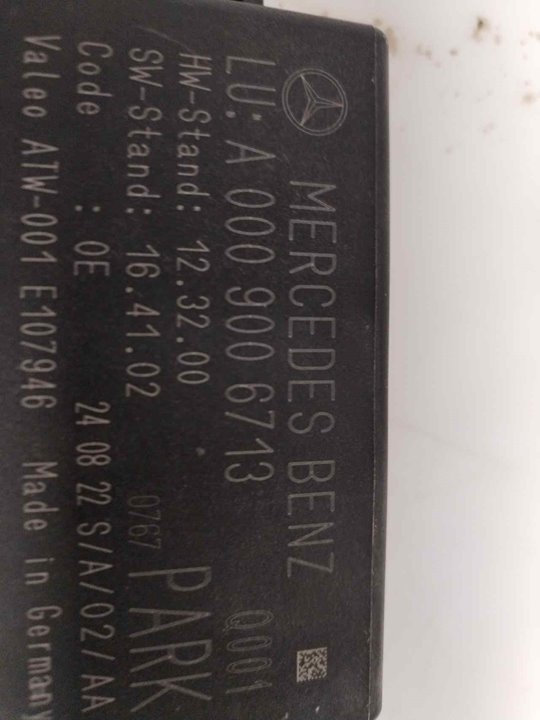 MERCEDES BENZ
LU: A 000 900 6713 Q001
HW-Stand: 12.32.00
SW-Stand: 16.41.02 0767 PARK
Code : 0E 24 08 22 S/A/02/AA
Valeo ATW-001 E107946 Made in Germany